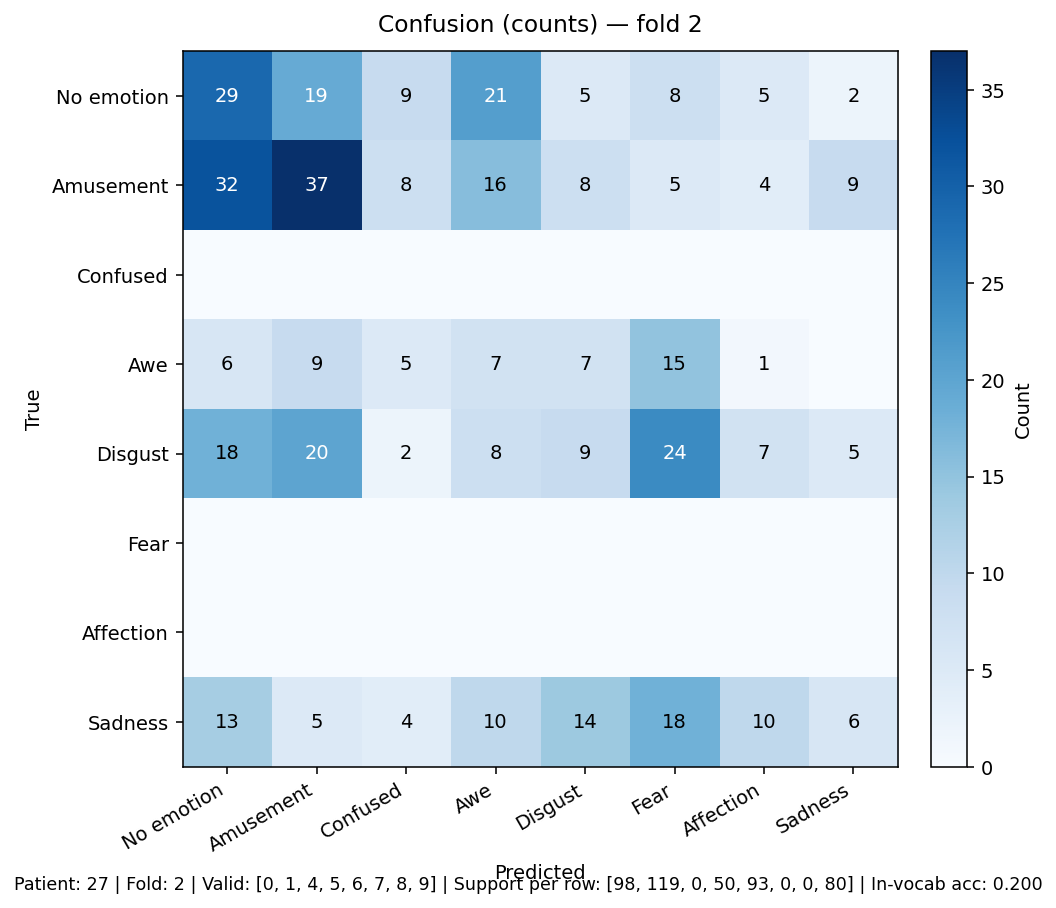 Confusion (counts) — fold 2
No emotion 29 19 9 21 5 8 5 2
Amusement 32 37 8 16 8 5 4 9
Confused
Awe 6 9 5 7 7 15 1
Disgust 18 20 2 8 9 24 7 5
Fear
Affection
Sadness 13 5 4 10 14 18 10 6
True
No emotion Amusement Confused Awe Disgust Fear Affection Sadness
Predicted
35
30
25
20
15
10
5
0
Count
Patient: 27 | Fold: 2 | Valid: [0, 1, 4, 5, 6, 7, 8, 9] | Support per row: [98, 119, 0, 50, 93, 0, 0, 80] | In-vocab acc: 0.200